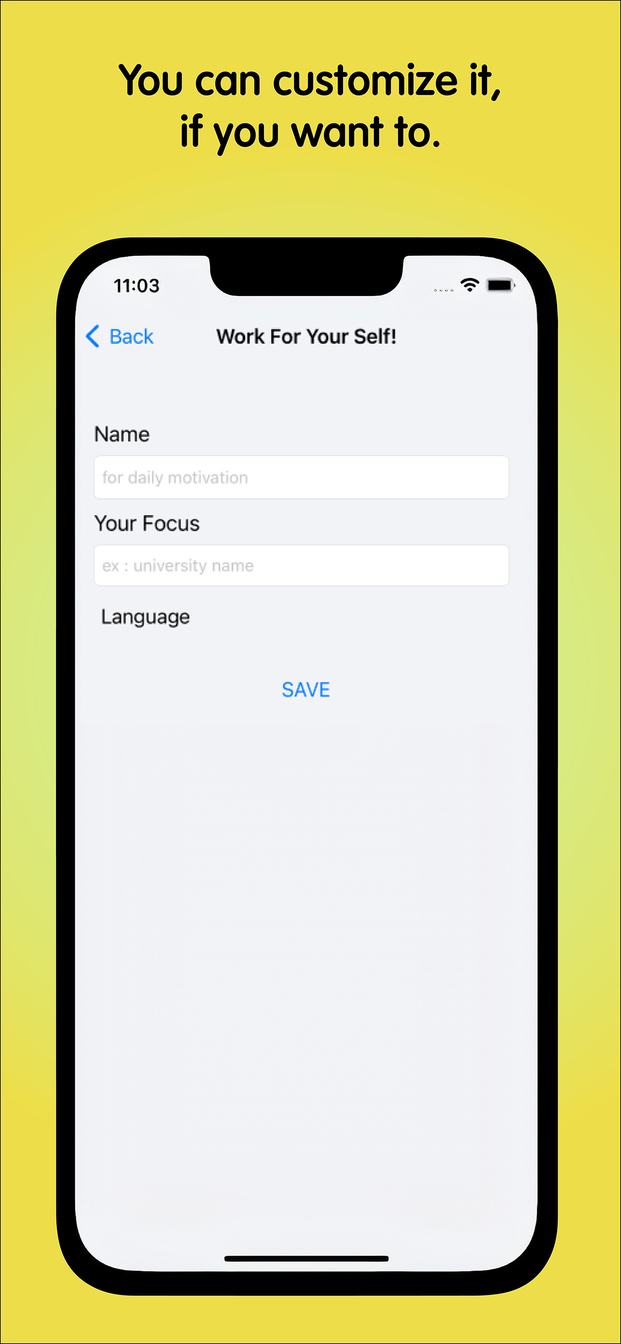 You can customize it,
if you want to.
11:03
Back
Work For Your Self!
Name
for daily motivation
Your Focus
ex : university name
Language
SAVE